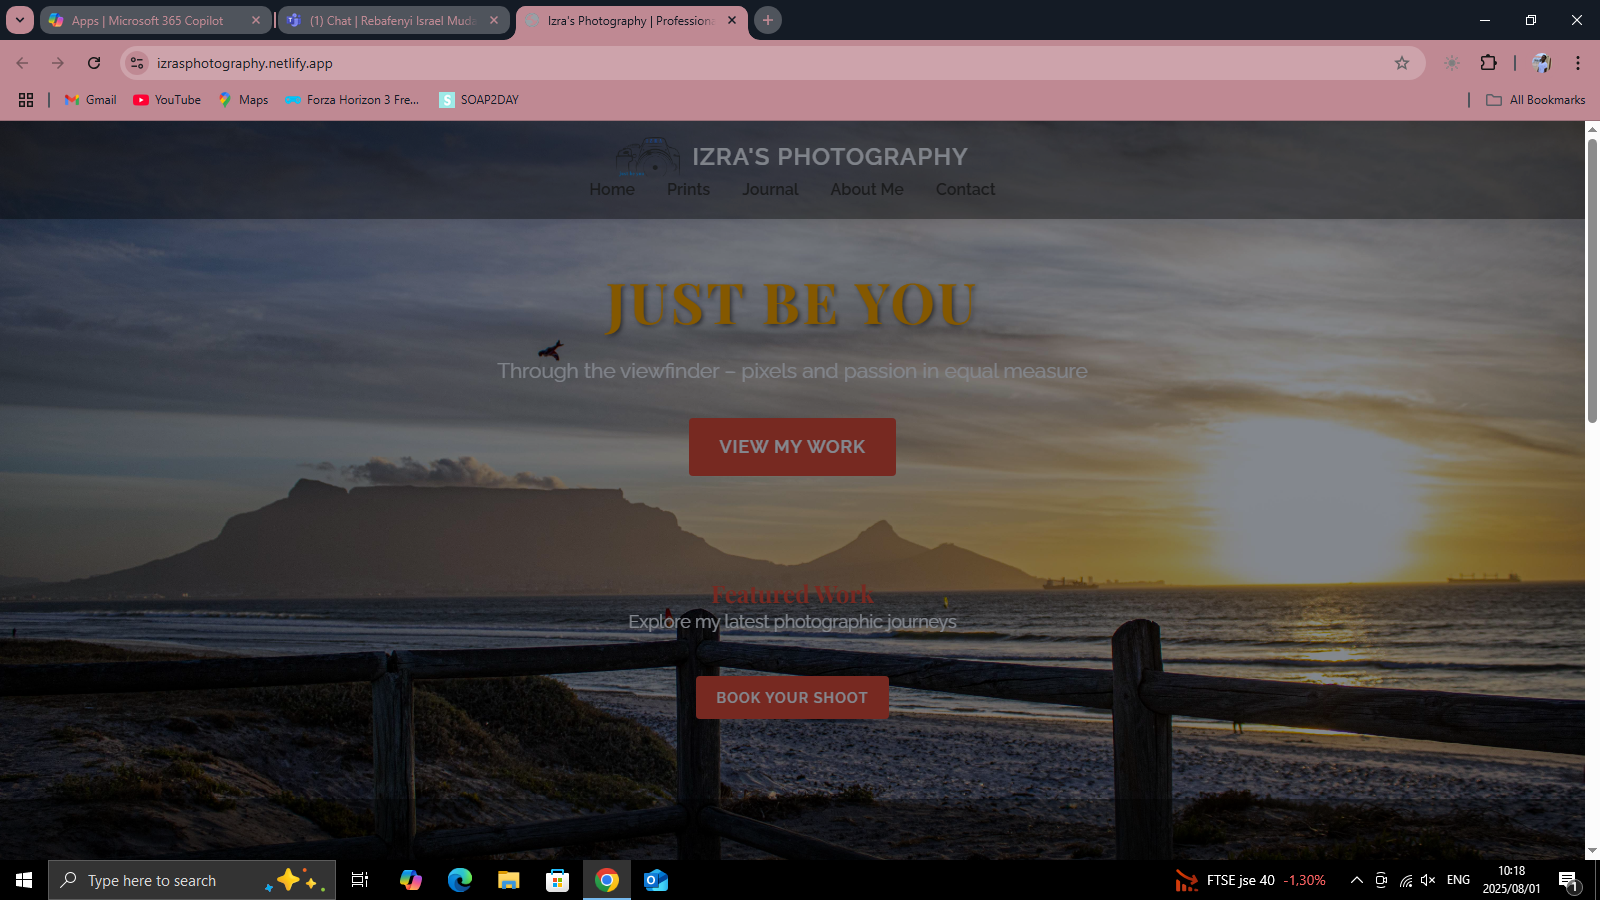 Apps | Microsoft 365 Copilot
(1) Chat | Rebafenyi Israel Muda
Izra's Photography | Professiona
izrasphotography.netlify.app
Gmail
YouTube
Maps
Forza Horizon 3 Fre...
S
SOAP2DAY
All Bookmarks
IZRA'S PHOTOGRAPHY
Home
Prints
Journal
About Me
Contact
JUST BE YOU
Through the viewfinder – pixels and passion in equal measure
VIEW MY WORK
Featured Work
Explore my latest photographic journeys
BOOK YOUR SHOOT
Type here to search
FTSE jse 40 -1,30%
ENG
10:18
2025/08/01
1